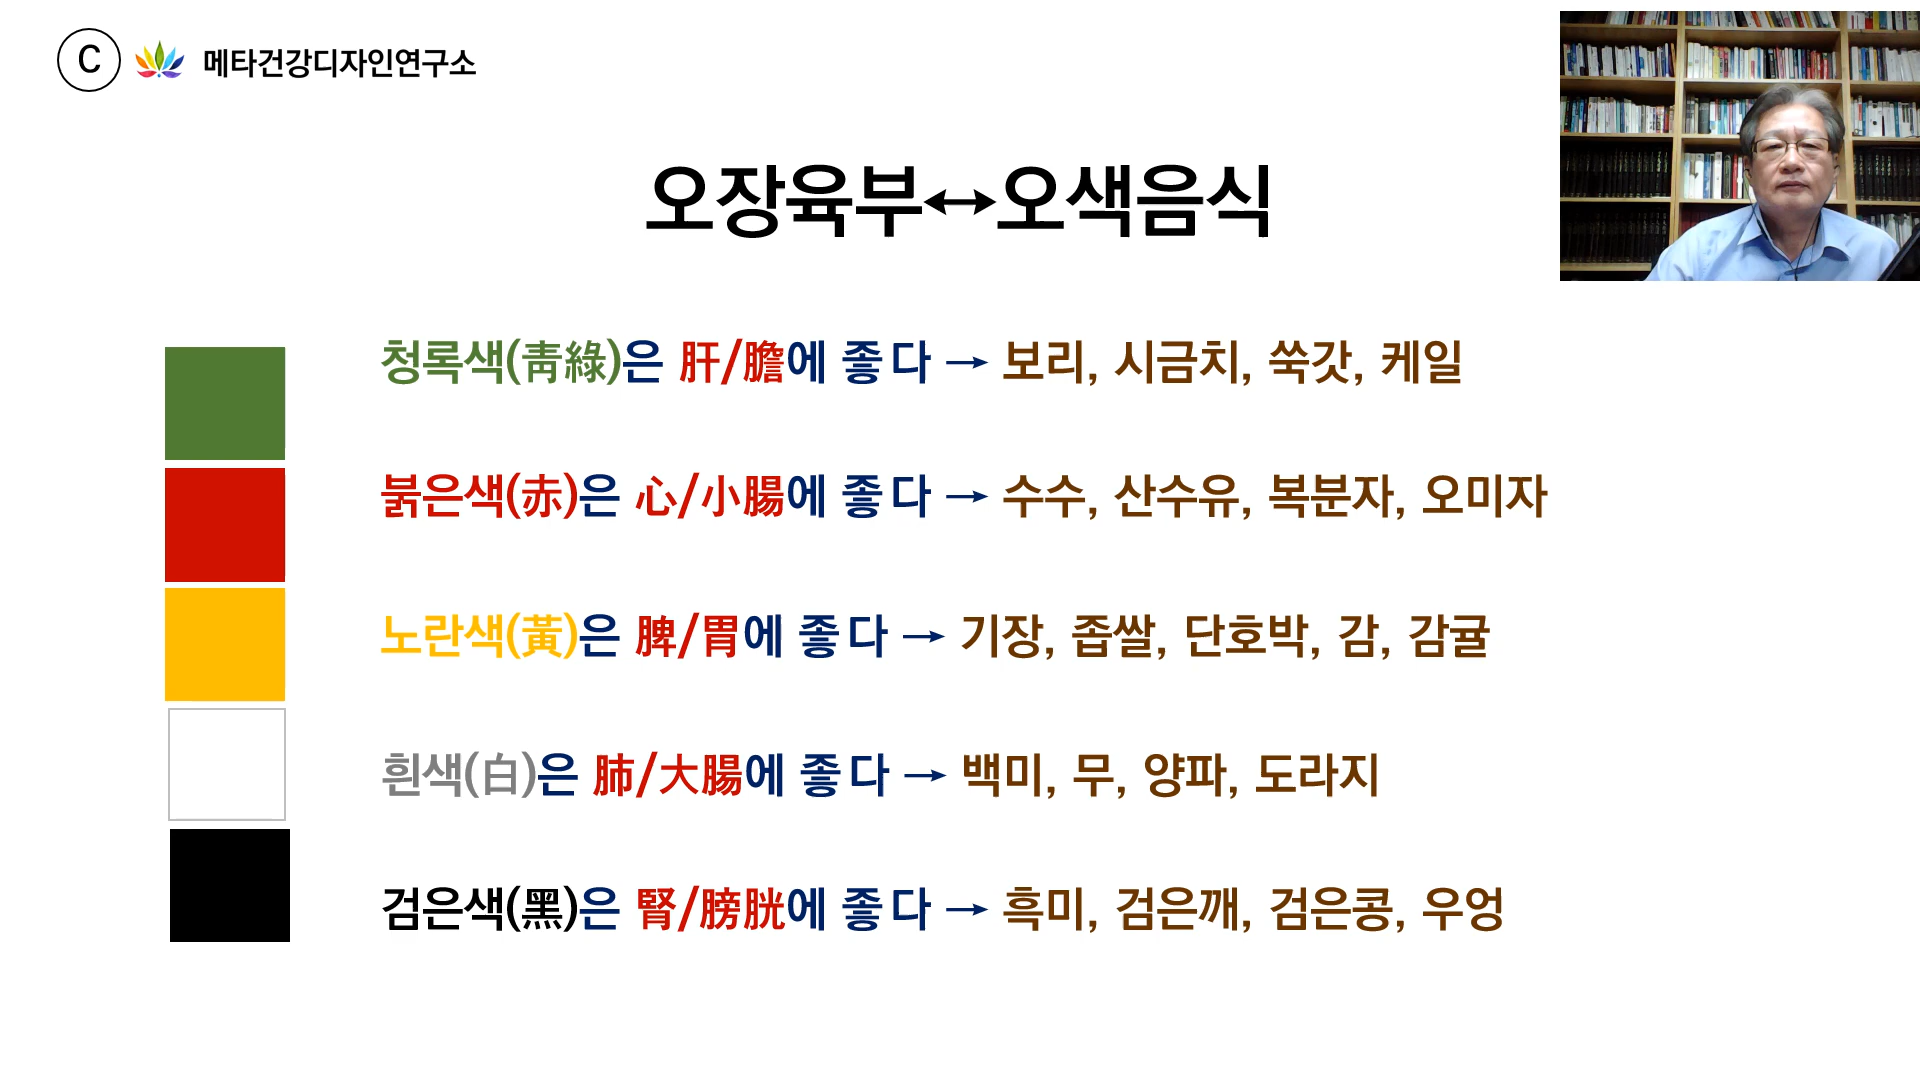 C 메타건강디자인연구소
오장육부↔오색음식
청록색(靑綠)은 肝/膽에 좋다 → 보리, 시금치, 쑥갓, 케일
붉은색(赤)은 心/小腸에 좋다 → 수수, 산수유, 복분자, 오미자
노란색(黃)은 脾/胃에 좋다 → 기장, 좁쌀, 단호박, 감, 감귤
흰색(白)은 肺/大腸에 좋다 → 백미, 무, 양파, 도라지
검은색(黑)은 腎/膀胱에 좋다 → 흑미, 검은깨, 검은콩, 우엉